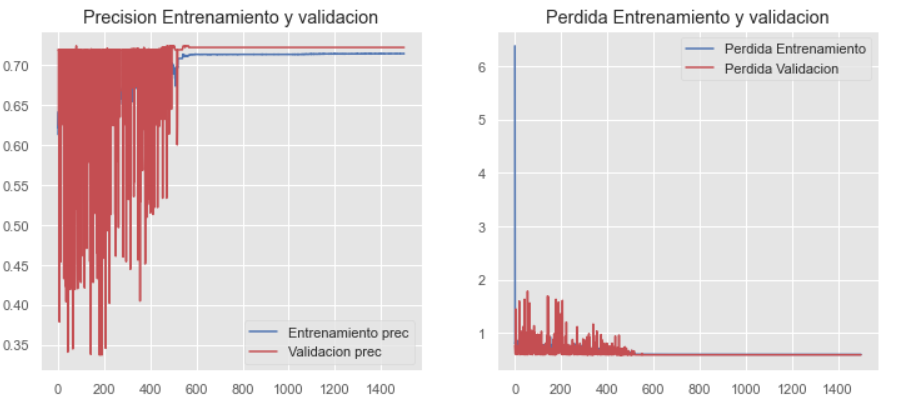 Precision Entrenamiento y validacion
0.70
0.65
0.60
0.55
0.50
0.45
0.40
0.35
0 200 400 600 800 1000 1200 1400
Entrenamiento prec
Validacion prec
Perdida Entrenamiento y validacion
6
5
4
3
2
1
0 200 400 600 800 1000 1200 1400
Perdida Entrenamiento
Perdida Validacion